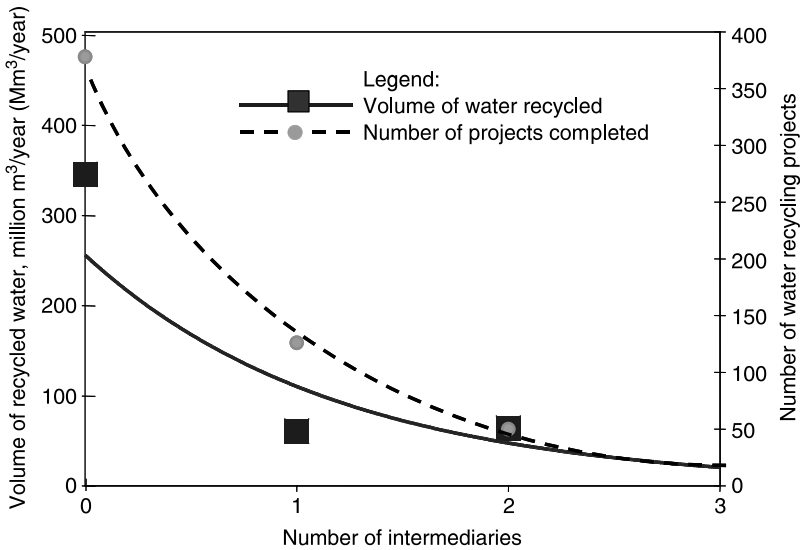 Volume of recycled water, million m³/year (Mm³/year)
500
400
300
200
100
0
Legend:
Volume of water recycled
Number of projects completed
400
350
300
250
200
150
100
50
0
Number of water recycling projects
0 1 2 3
Number of intermediaries